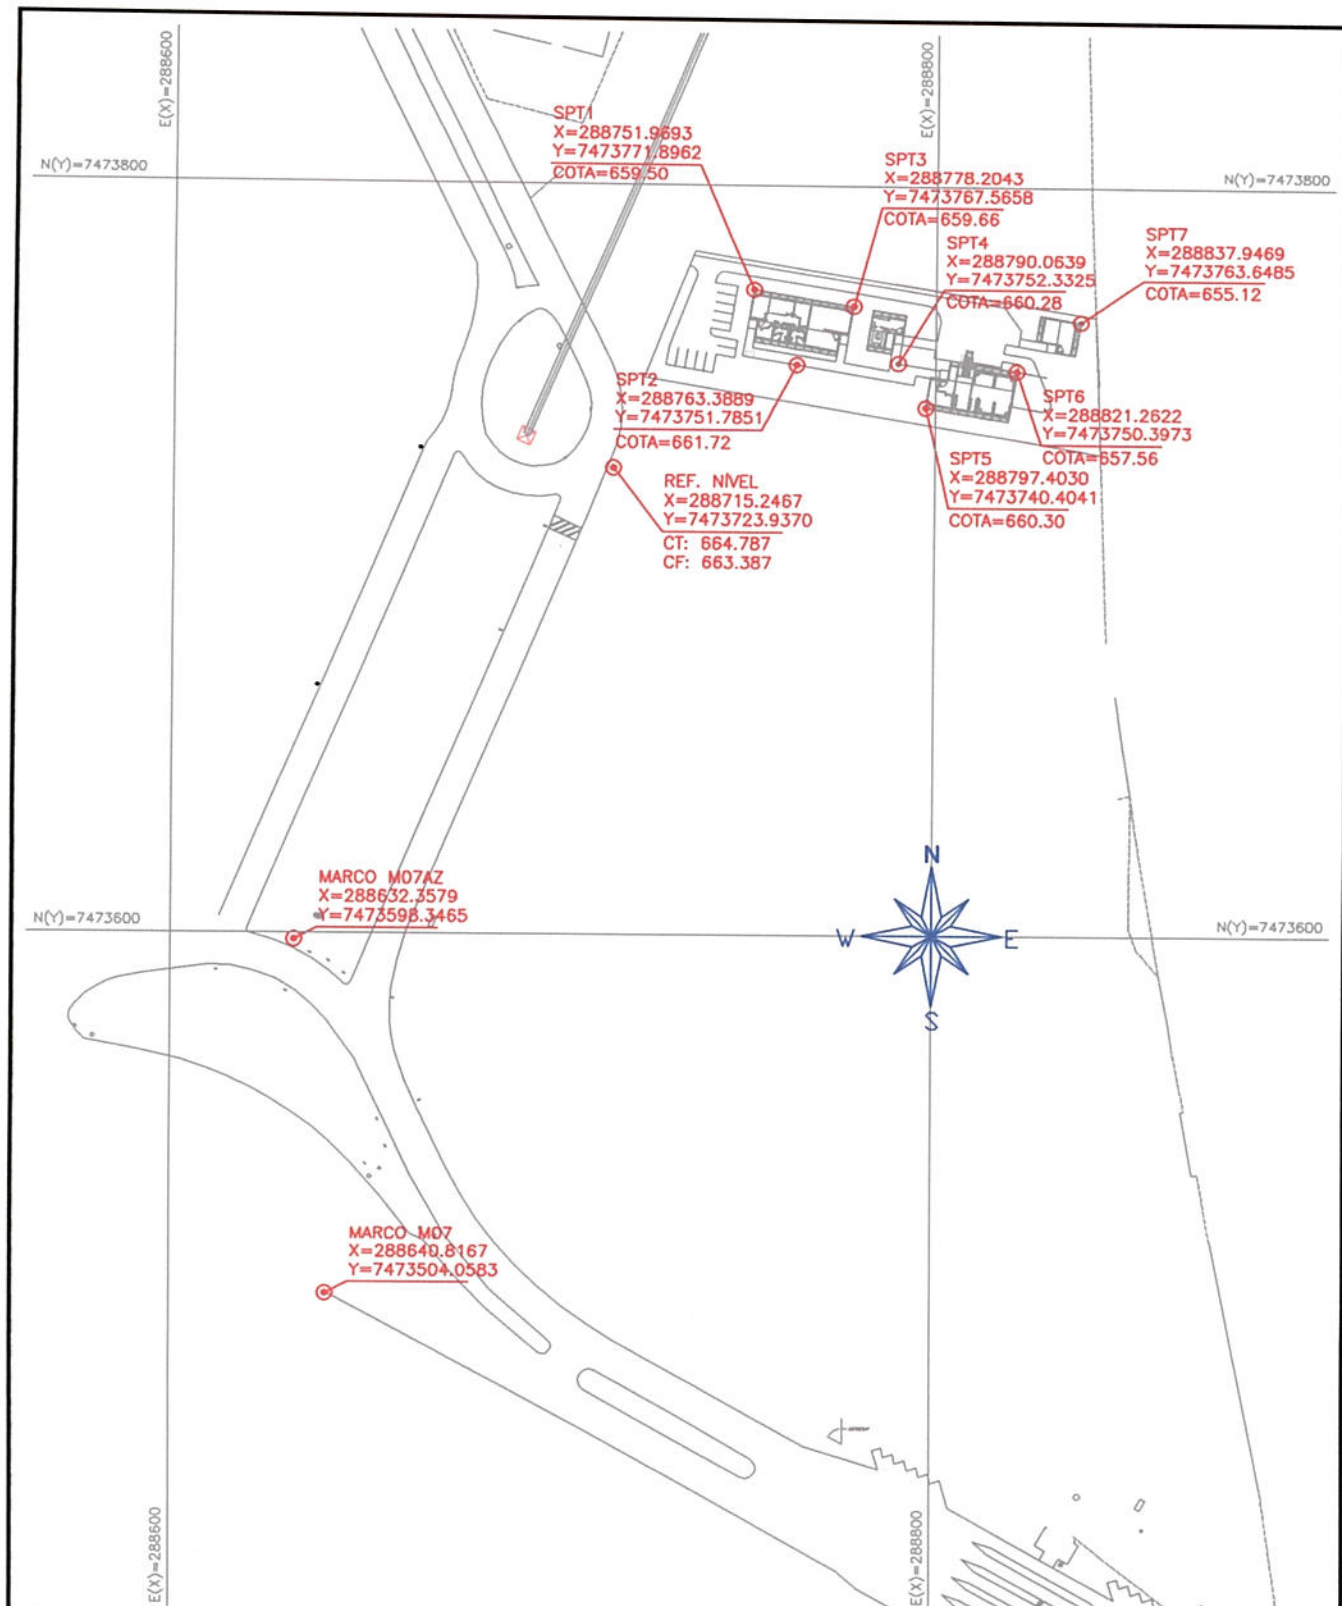 E(X)=288600
E(X)=288800
N(Y)=7473800
N(Y)=7473800
SPT1
X=288751.9693
Y=7473771.8962
COTA=659.50
SPT3
X=288778.2043
Y=7473767.5658
COTA=659.66
SPT4
X=288790.0639
Y=7473752.3325
COTA=660.28
SPT7
X=288837.9469
Y=7473763.6485
COTA=655.12
SPT2
X=288763.3889
Y=7473751.7851
COTA=661.72
SPT6
X=288821.2622
Y=7473750.3973
COTA=657.56
SPT5
X=288797.4030
Y=7473740.4041
COTA=660.30
REF. NIVEL
X=288715.2467
Y=7473723.9370
CT: 664.787
CF: 663.387
MARCO M07AZ
X=288632.3579
Y=7473598.3465
N(Y)=7473600
N(Y)=7473600
N
W
E
S
MARCO M07
X=288640.8167
Y=7473504.0583
E(X)=288600
E(X)=288800